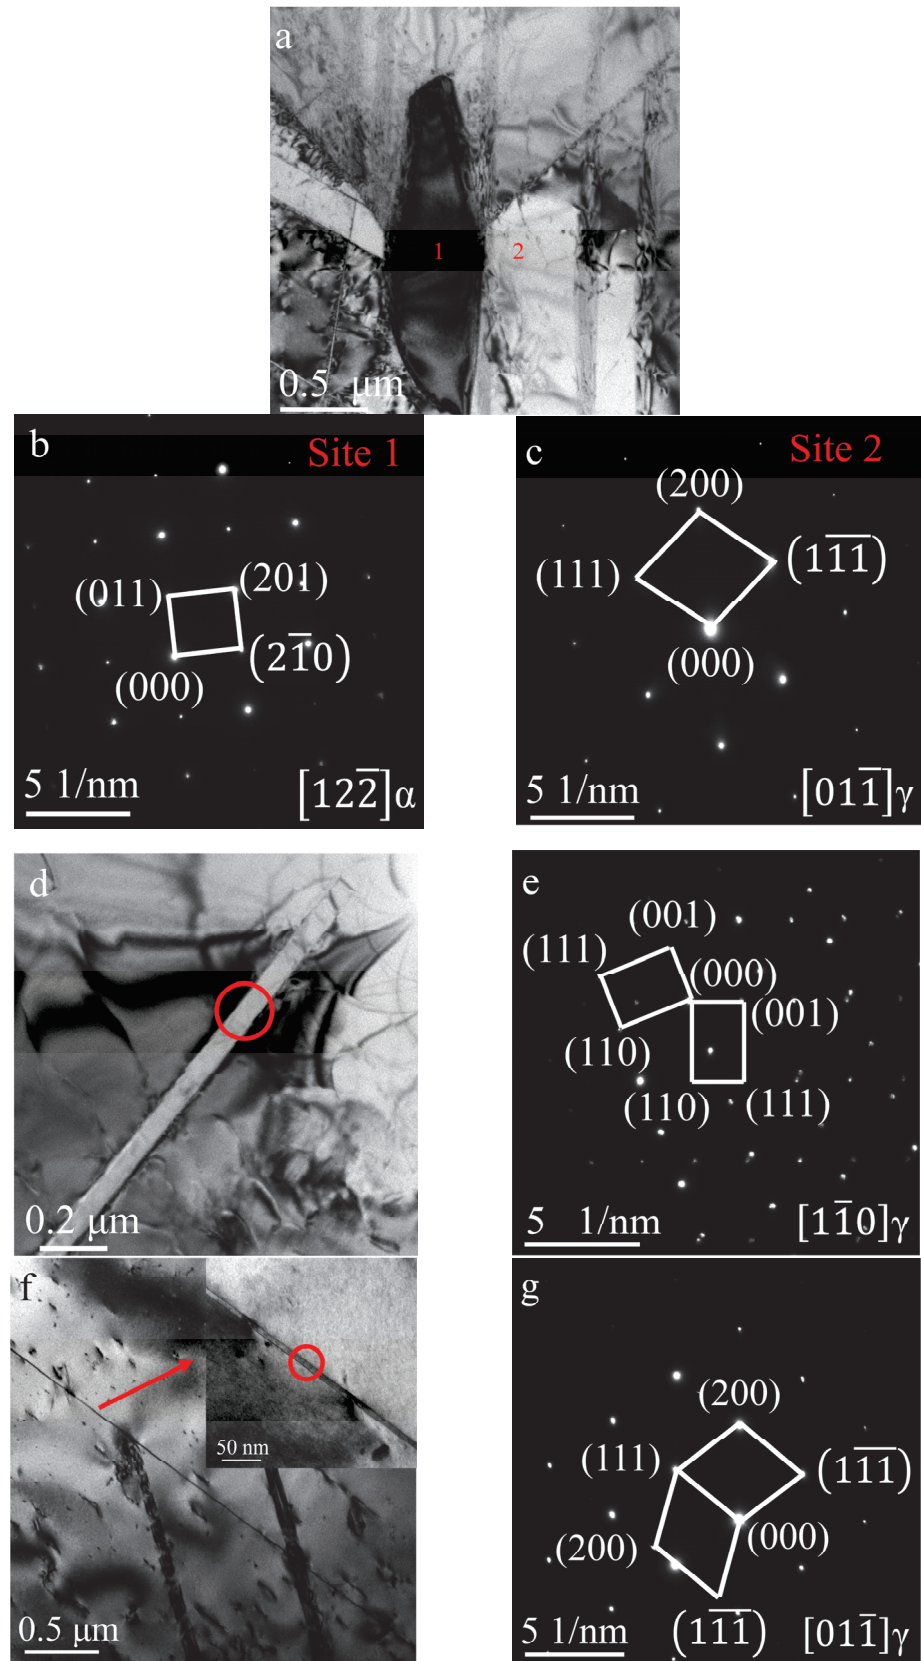 a
1 2
0.5 μm
b
Site 1
(011) (201)
(000) (21̅0)
5 1/nm [122̅]α
c
Site 2
(200)
(111) (11̅1̅)
(000)
5 1/nm [011̅]γ
d
0.2 μm
e
(001)
(111) (000)
(001)
(110)
(110) (111)
5 1/nm [11̅0]γ
f
50 nm
0.5 μm
g
(200)
(111) (11̅1̅)
(200) (000)
(11̅1̅)
5 1/nm [011̅]γ